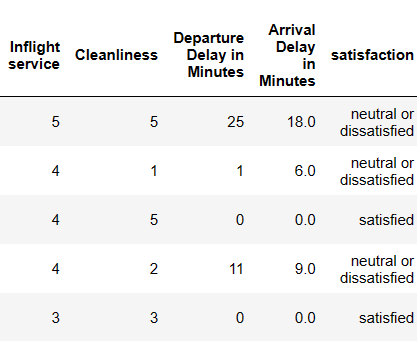 Inflight service Cleanliness Departure Delay in Minutes Arrival Delay in Minutes satisfaction
5 5 25 18.0 neutral or dissatisfied
4 1 1 6.0 neutral or dissatisfied
4 5 0 0.0 satisfied
4 2 11 9.0 neutral or dissatisfied
3 3 0 0.0 satisfied